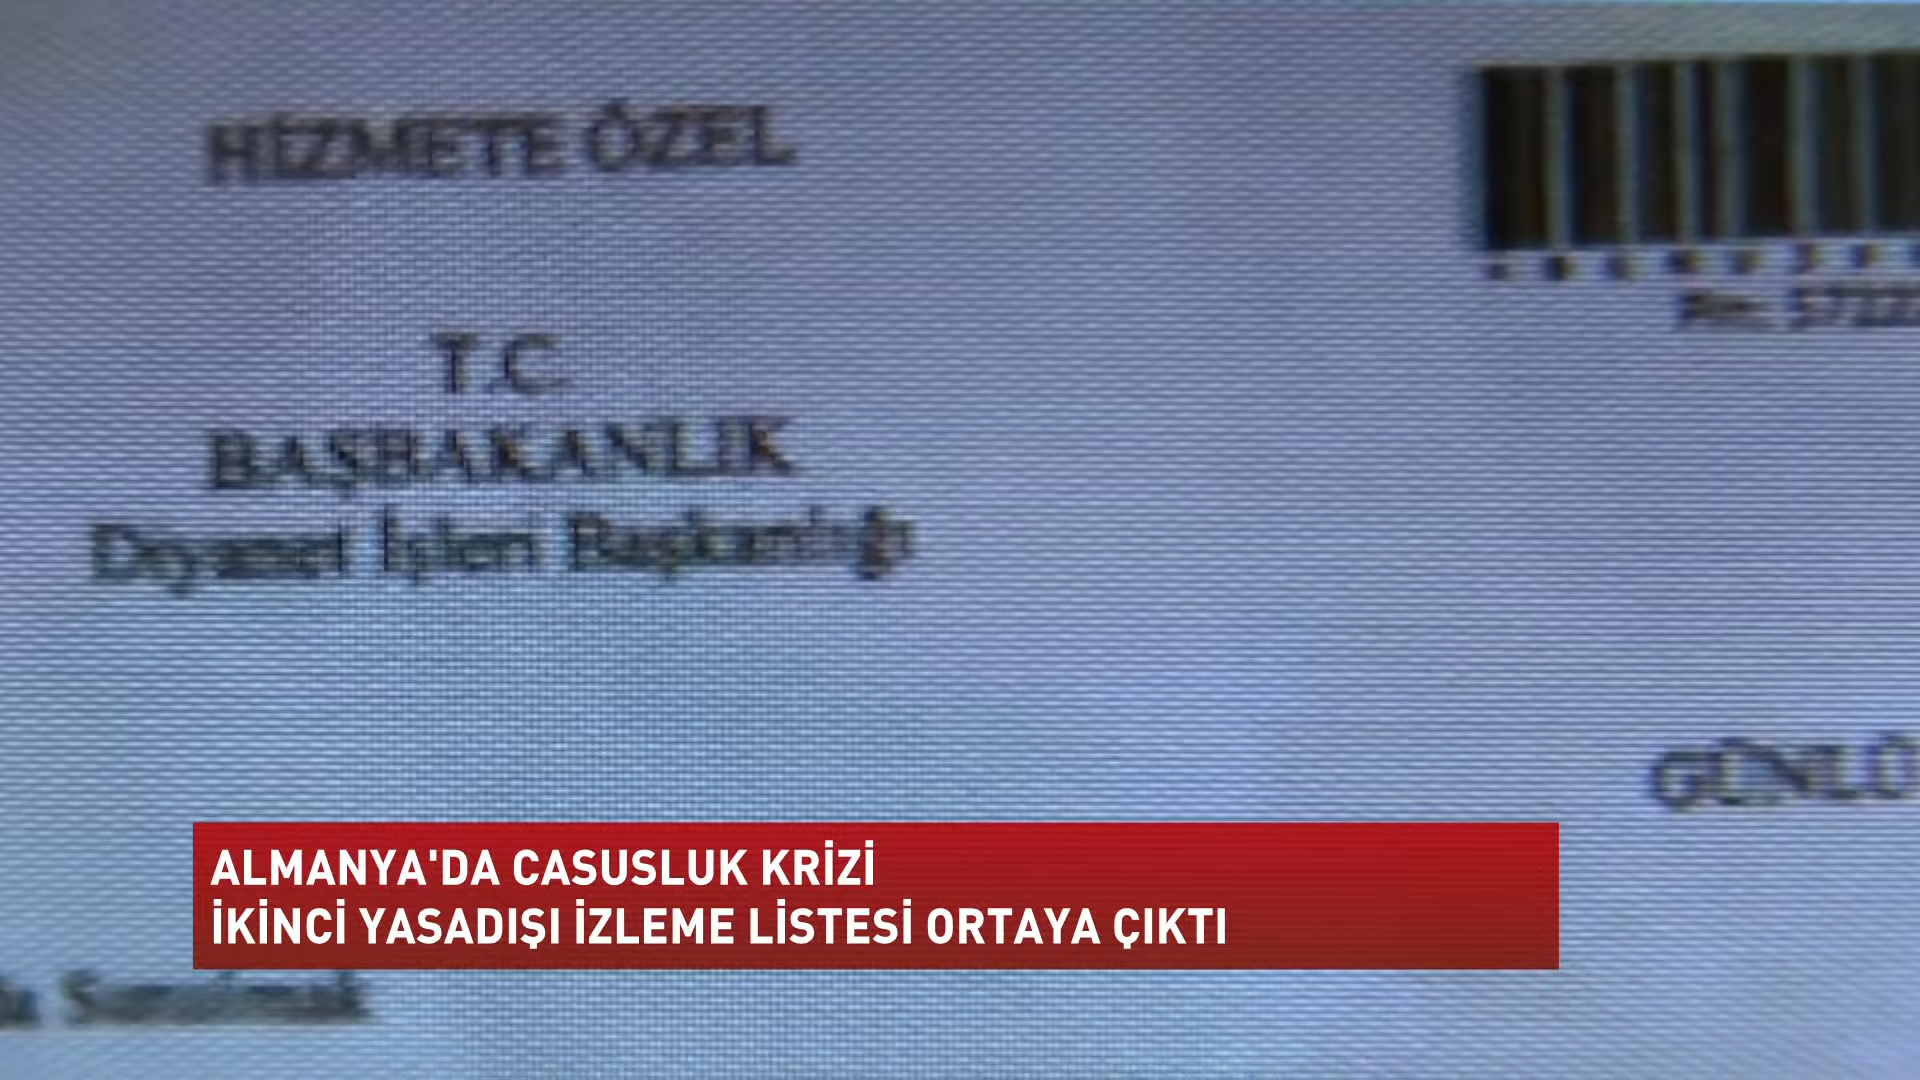 HİZMETE ÖZEL
T.C.
BAŞBAKANLIK
Diyanet İşleri Başkanlığı
ALMANYA'DA CASUSLUK KRİZİ
İKİNCİ YASADIŞI İZLEME LİSTESİ ORTAYA ÇIKTI